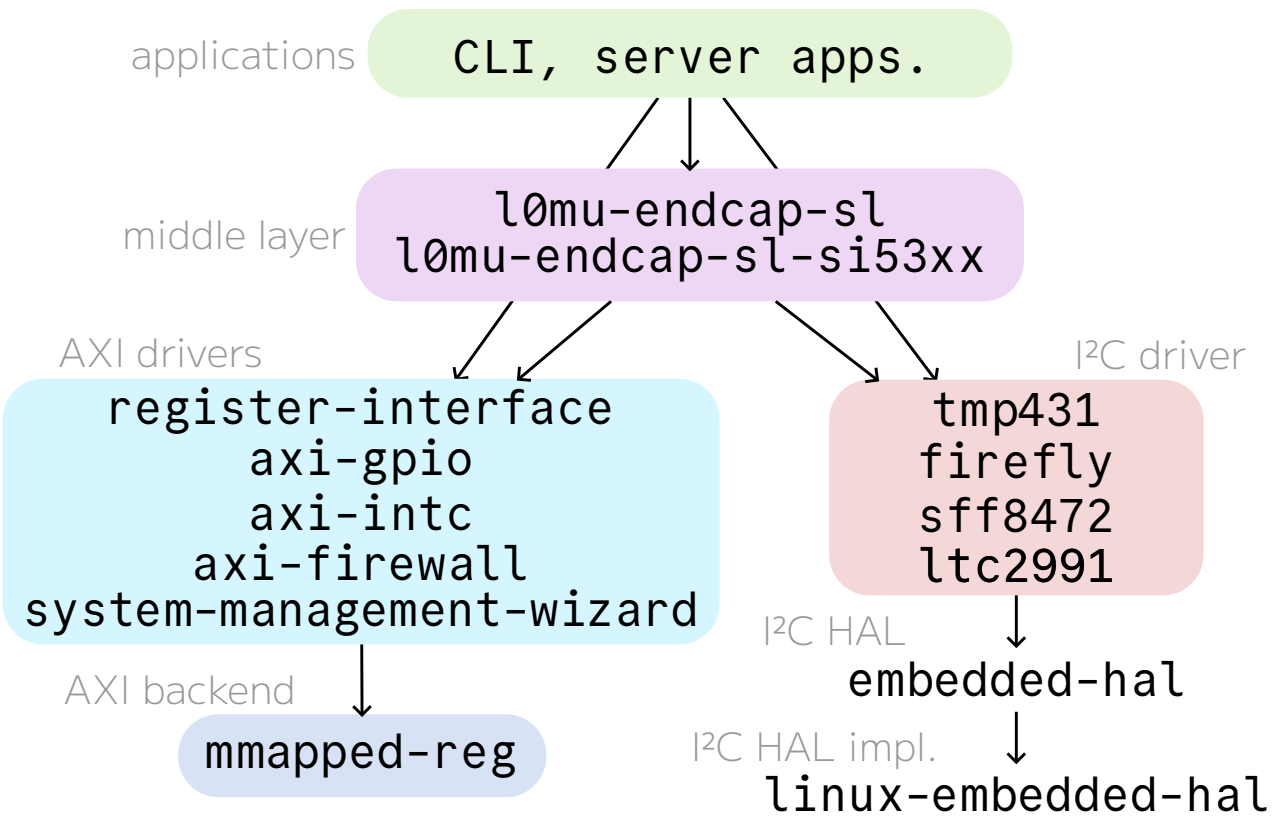 applications
CLI, server apps.
middle layer
l0mu-endcap-sl
l0mu-endcap-sl-si53xx
AXI drivers
register-interface
axi-gpio
axi-intc
axi-firewall
system-management-wizard
AXI backend
mmapped-reg
I²C driver
tmp431
firefly
sff8472
ltc2991
I²C HAL
embedded-hal
I²C HAL impl.
linux-embedded-hal